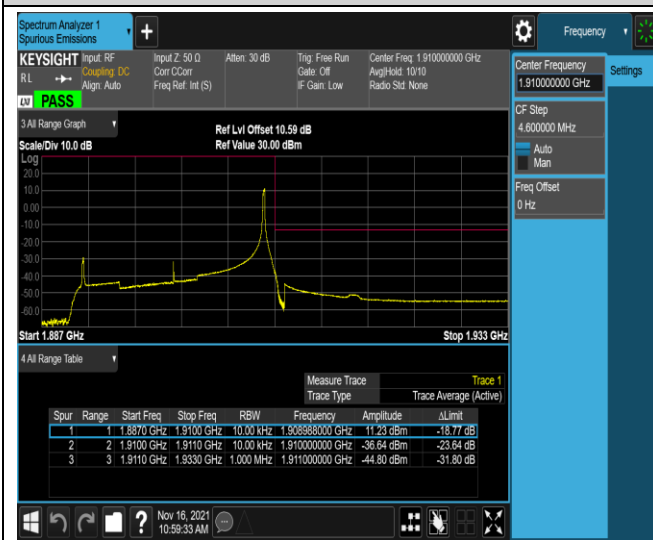 Spectrum Analyzer 1
Spurious Emissions
+
Frequency
KEYSIGHT Input: RF Input Z: 50 Ω Atten: 30 dB Trig: Free Run Center Freq: 1.910000000 GHz
RL Coupling: DC Corr CCorr Gate: Off Avg|Hold: 10/10
Align: Auto Freq Ref: Int (S) IF Gain: Low Radio Std: None
LXI PASS
Center Frequency
1.910000000 GHz
Settings
CF Step
4.600000 MHz
Auto
Man
Freq Offset
0 Hz
3 All Range Graph
Ref Lvl Offset 10.59 dB
Scale/Div 10.0 dB Ref Value 30.00 dBm
Log
20.0
10.0
0.00
-10.0
-20.0
-30.0
-40.0
-50.0
-60.0
Start 1.887 GHz Stop 1.933 GHz
4 All Range Table
Measure Trace Trace 1
Trace Type Trace Average (Active)
Spur Range Start Freq Stop Freq RBW Frequency Amplitude ΔLimit
1 1 1.8870 GHz 1.9100 GHz 10.00 kHz 1.908988000 GHz 11.23 dBm -18.77 dB
2 2 1.9100 GHz 1.9110 GHz 10.00 kHz 1.910000000 GHz -36.64 dBm -23.64 dB
3 3 1.9110 GHz 1.9330 GHz 1.000 MHz 1.911000000 GHz -44.80 dBm -31.80 dB
? Nov 16, 2021
10:59:33 AM